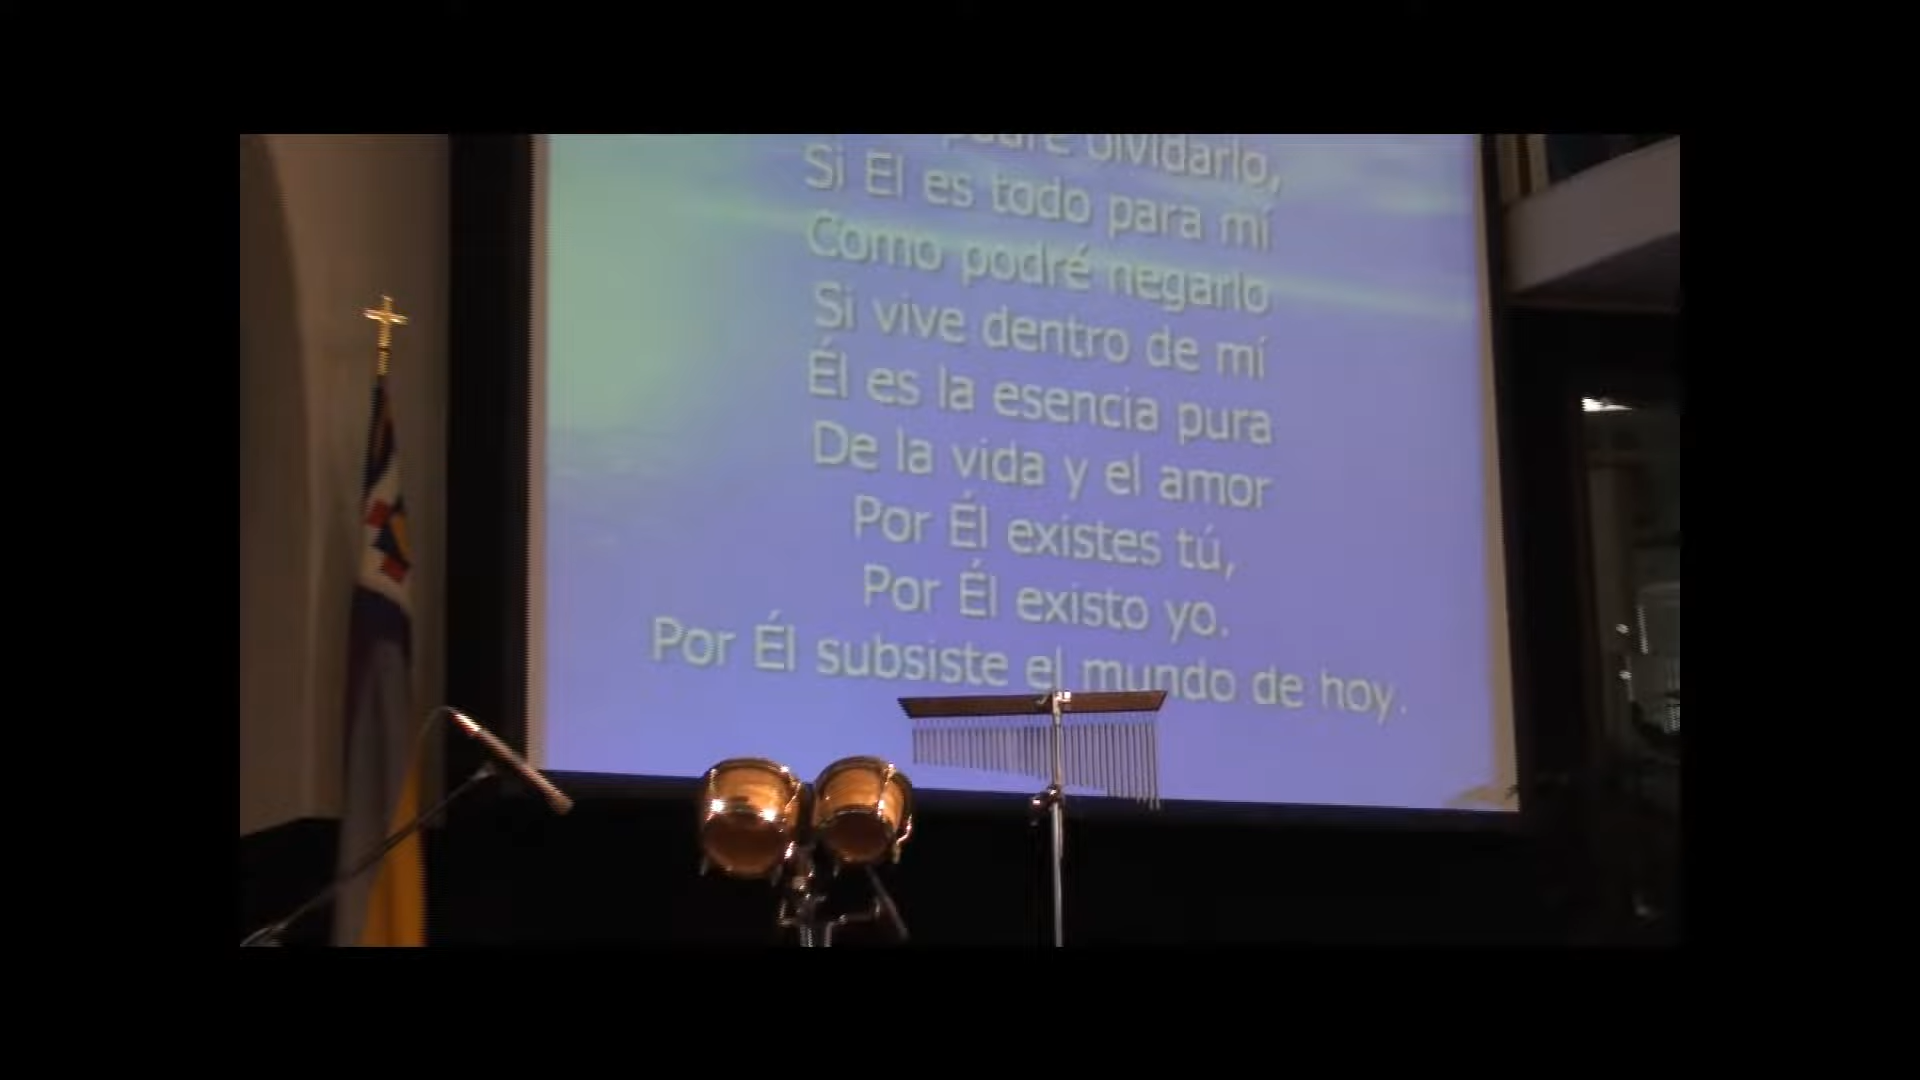 podré olvidarlo,
Si El es todo para mí
Como podré negarlo
Si vive dentro de mí
Él es la esencia pura
De la vida y el amor
Por Él existes tú,
Por Él existo yo.
Por Él subsiste el mundo de hoy.